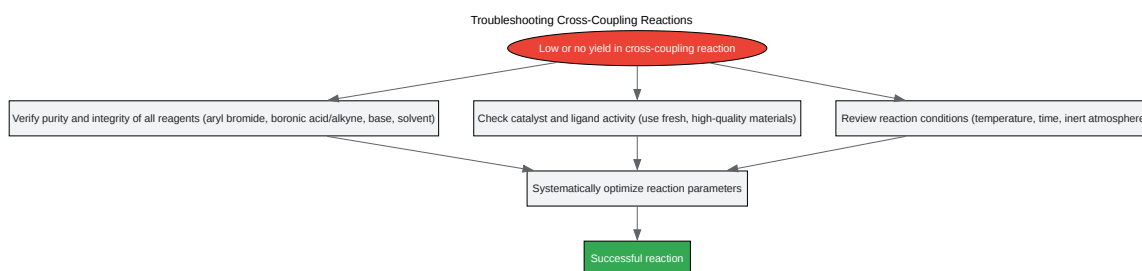 Troubleshooting Cross-Coupling Reactions
Low or no yield in cross-coupling reaction
Verify purity and integrity of all reagents (aryl bromide, boronic acid/alkyne, base, solvent)
Check catalyst and ligand activity (use fresh, high-quality materials)
Review reaction conditions (temperature, time, inert atmosphere
Systematically optimize reaction parameters
Successful reaction